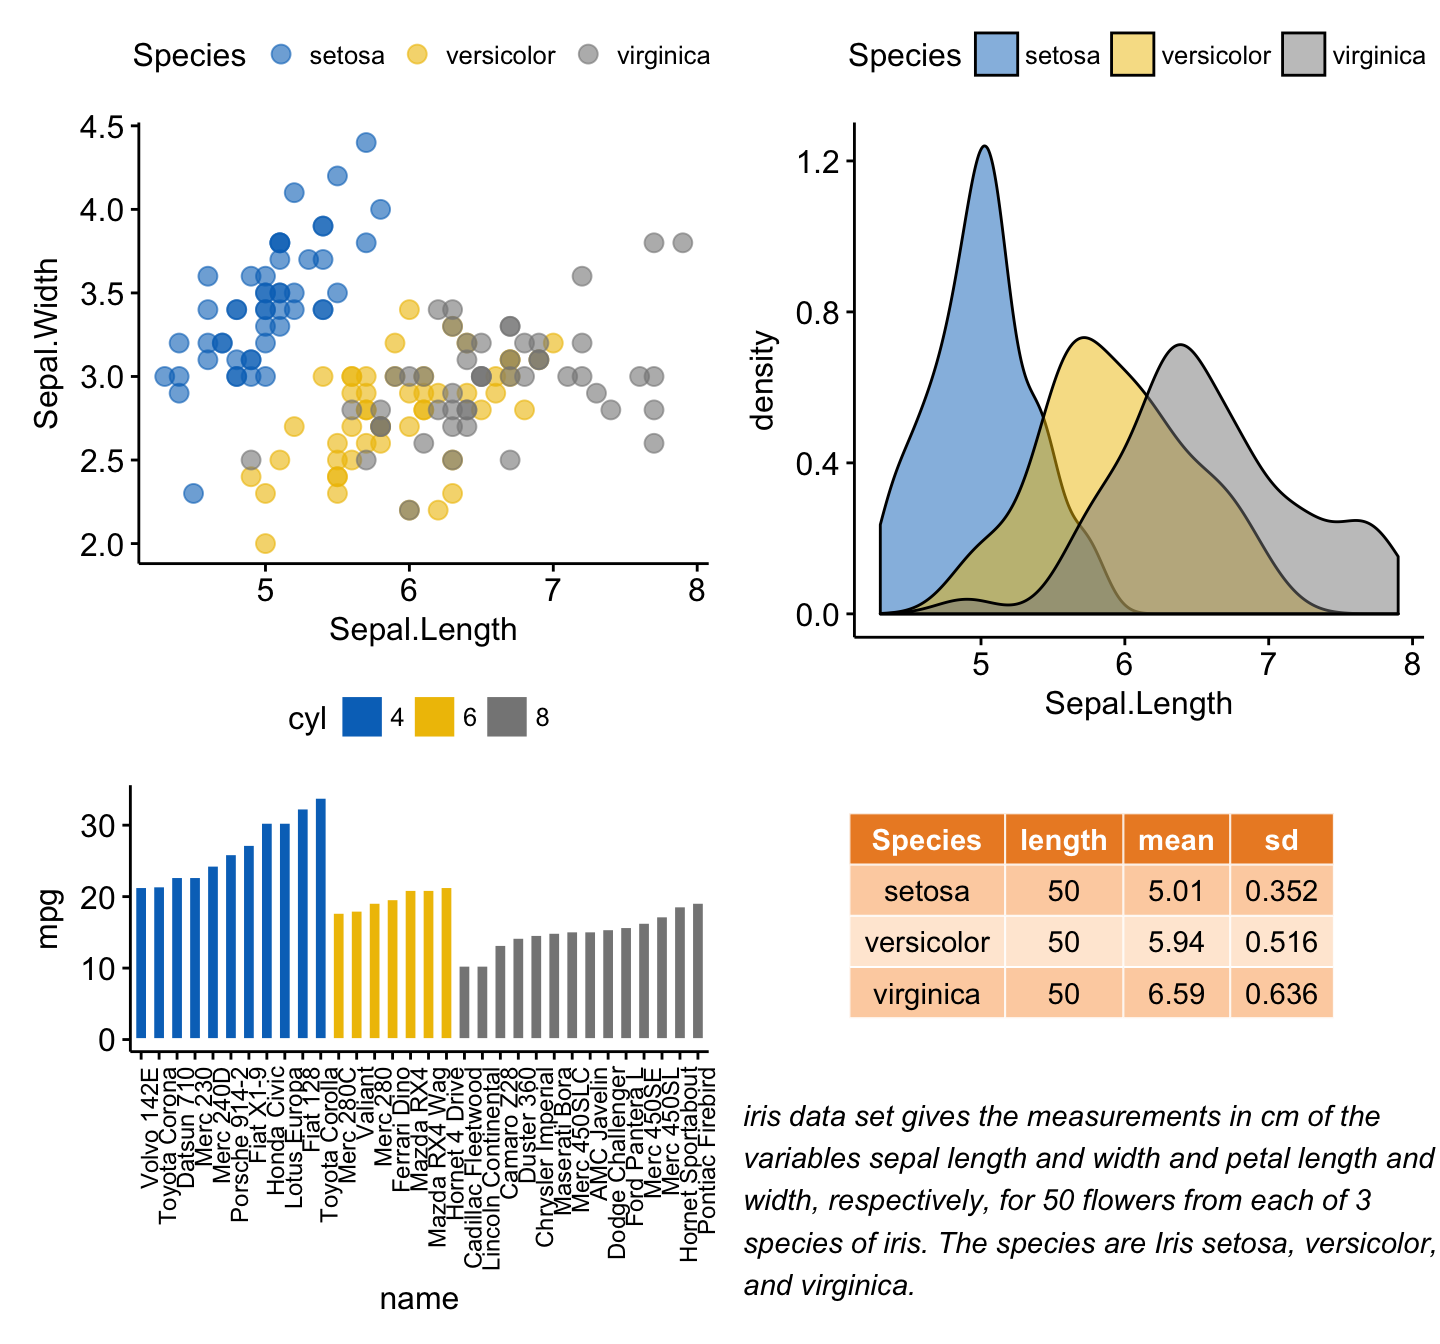 Species setosa versicolor virginica
4.5
4.0
3.5
3.0
2.5
2.0
Sepal.Width
5 6 7 8
Sepal.Length
Species setosa versicolor virginica
1.2
0.8
0.4
0.0
density
5 6 7 8
Sepal.Length
cyl 4 6 8
30
20
10
0
mpg
Volvo 142E
Toyota Corona
Datsun 710
Merc 230
Merc 240D
Porsche 914-2
Fiat X1-9
Honda Civic
Lotus Europa
Fiat 128
Toyota Corolla
Merc 280C
Valiant
Merc 280
Ferrari Dino
Mazda RX4
Mazda RX4 Wag
Hornet 4 Drive
Cadillac Fleetwood
Lincoln Continental
Camaro Z28
Duster 360
Chrysler Imperial
Maserati Bora
Merc 450SLC
AMC Javelin
Dodge Challenger
Ford Pantera L
Merc 450SE
Merc 450SL
Hornet Sportabout
Pontiac Firebird
name
Species length mean sd
setosa 50 5.01 0.352
versicolor 50 5.94 0.516
virginica 50 6.59 0.636
iris data set gives the measurements in cm of the
variables sepal length and width and petal length and
width, respectively, for 50 flowers from each of 3
species of iris. The species are Iris setosa, versicolor,
and virginica.